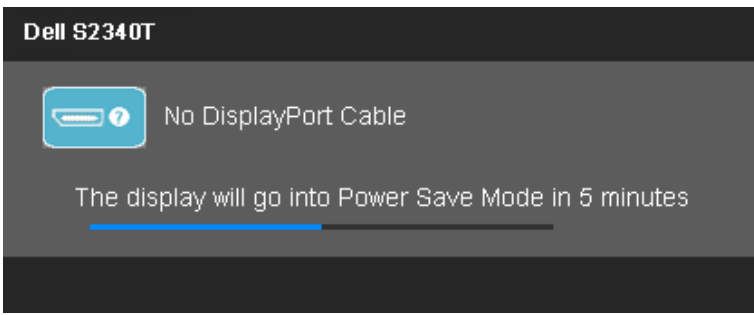 Dell S2340T
No DisplayPort Cable
The display will go into Power Save Mode in 5 minutes